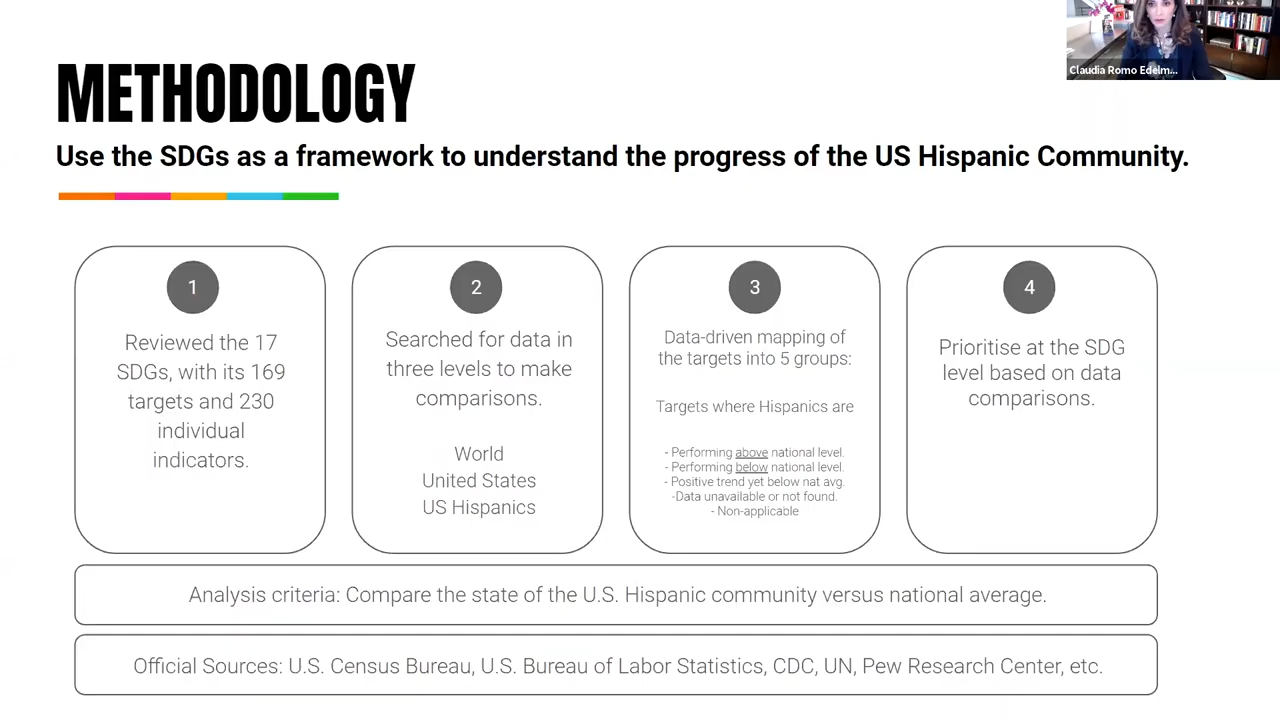 Claudia Romo Edelm...
METHODOLOGY
Use the SDGs as a framework to understand the progress of the US Hispanic Community.
1
Reviewed the 17
SDGs, with its 169
targets and 230
individual
indicators.
2
Searched for data in
three levels to make
comparisons.
World
United States
US Hispanics
3
Data-driven mapping of
the targets into 5 groups:
Targets where Hispanics are
- Performing above national level.
- Performing below national level.
- Positive trend yet below nat avg.
-Data unavailable or not found.
- Non-applicable
4
Prioritise at the SDG
level based on data
comparisons.
Analysis criteria: Compare the state of the U.S. Hispanic community versus national average.
Official Sources: U.S. Census Bureau, U.S. Bureau of Labor Statistics, CDC, UN, Pew Research Center, etc.